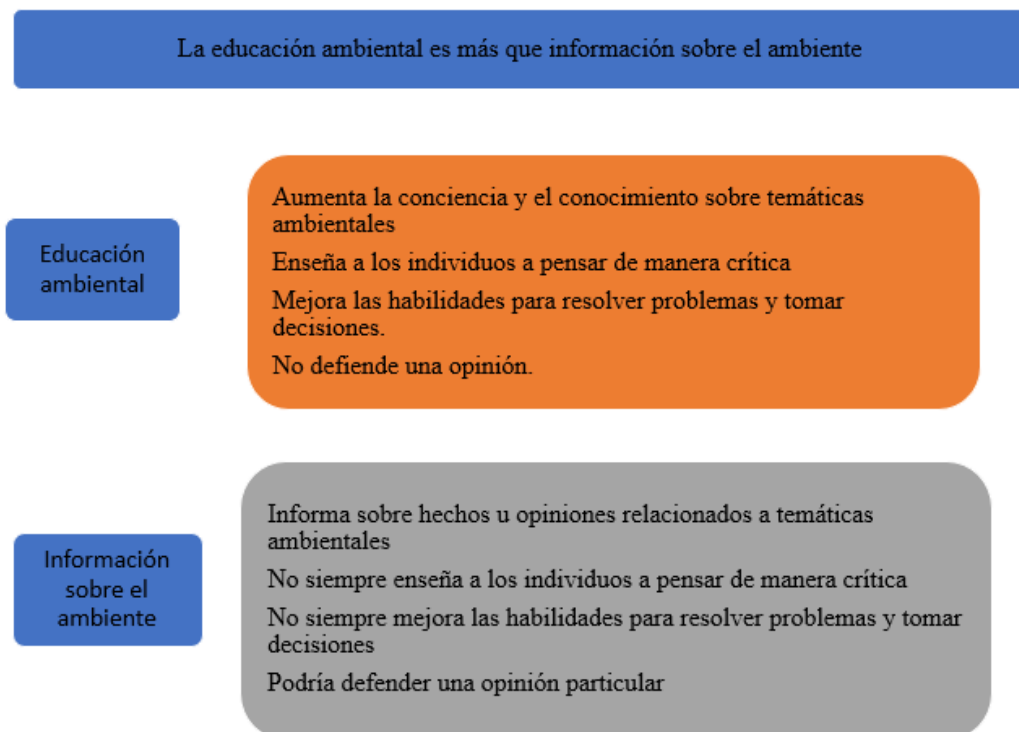 La educación ambiental es más que información sobre el ambiente
Educación
ambiental
Aumenta la conciencia y el conocimiento sobre temáticas
ambientales
Enseña a los individuos a pensar de manera crítica
Mejora las habilidades para resolver problemas y tomar
decisiones.
No defiende una opinión.
Información
sobre el
ambiente
Informa sobre hechos u opiniones relacionados a temáticas
ambientales
No siempre enseña a los individuos a pensar de manera crítica
No siempre mejora las habilidades para resolver problemas y tomar
decisiones
Podría defender una opinión particular